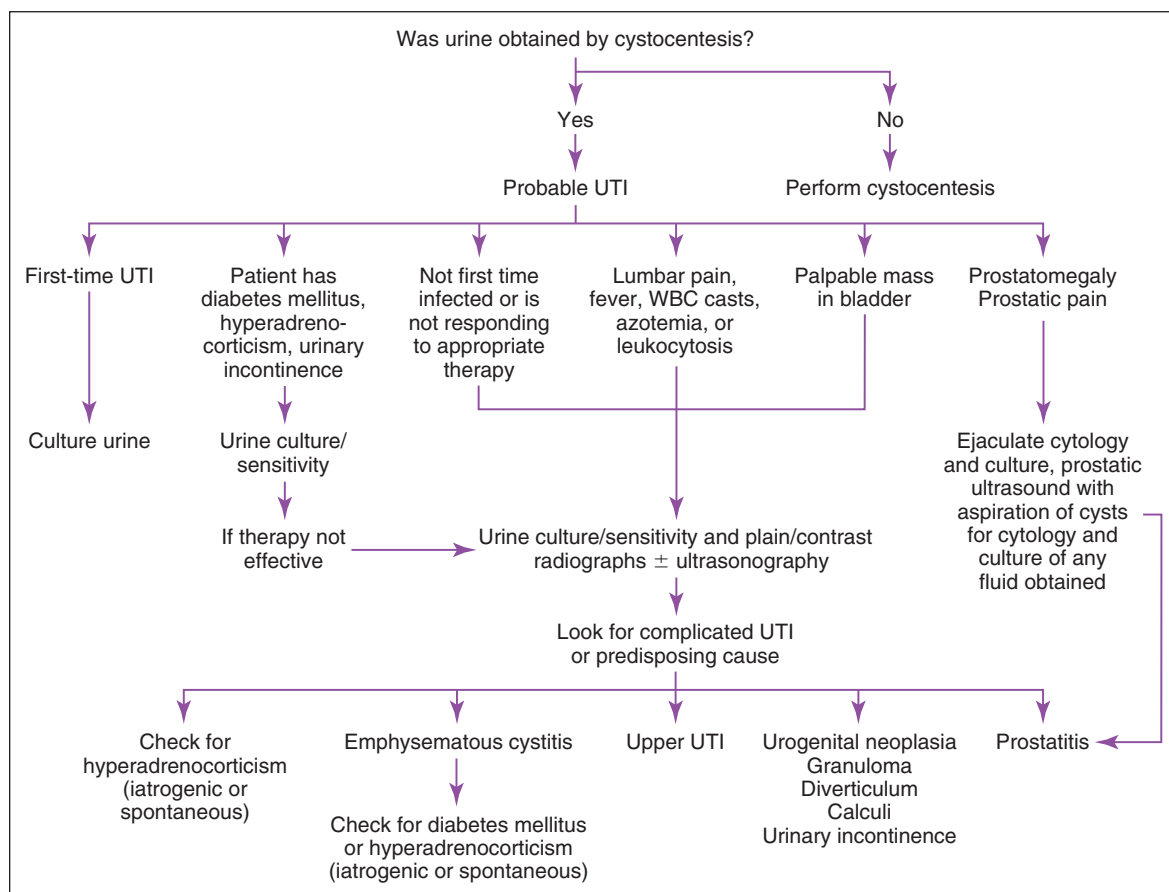 Was urine obtained by cystocentesis?
Yes
No
Probable UTI
Perform cystocentesis
First-time UTI
Patient has
diabetes mellitus,
hyperadreno-
corticism, urinary
incontinence
Not first time
infected or is
not responding
to appropriate
therapy
Lumbar pain,
fever, WBC casts,
azotemia, or
leukocytosis
Palpable mass
in bladder
Prostatomegaly
Prostatic pain
Culture urine
Urine culture/
sensitivity
Ejaculate cytology
and culture, prostatic
ultrasound with
aspiration of cysts
for cytology and
culture of any
fluid obtained
If therapy not
effective
Urine culture/sensitivity and plain/contrast
radiographs ± ultrasonography
Look for complicated UTI
or predisposing cause
Check for
hyperadrenocorticism
(iatrogenic or
spontaneous)
Emphysematous cystitis
Upper UTI
Urogenital neoplasia
Granuloma
Diverticulum
Calculi
Urinary incontinence
Prostatitis
Check for diabetes mellitus
or hyperadrenocorticism
(iatrogenic or spontaneous)